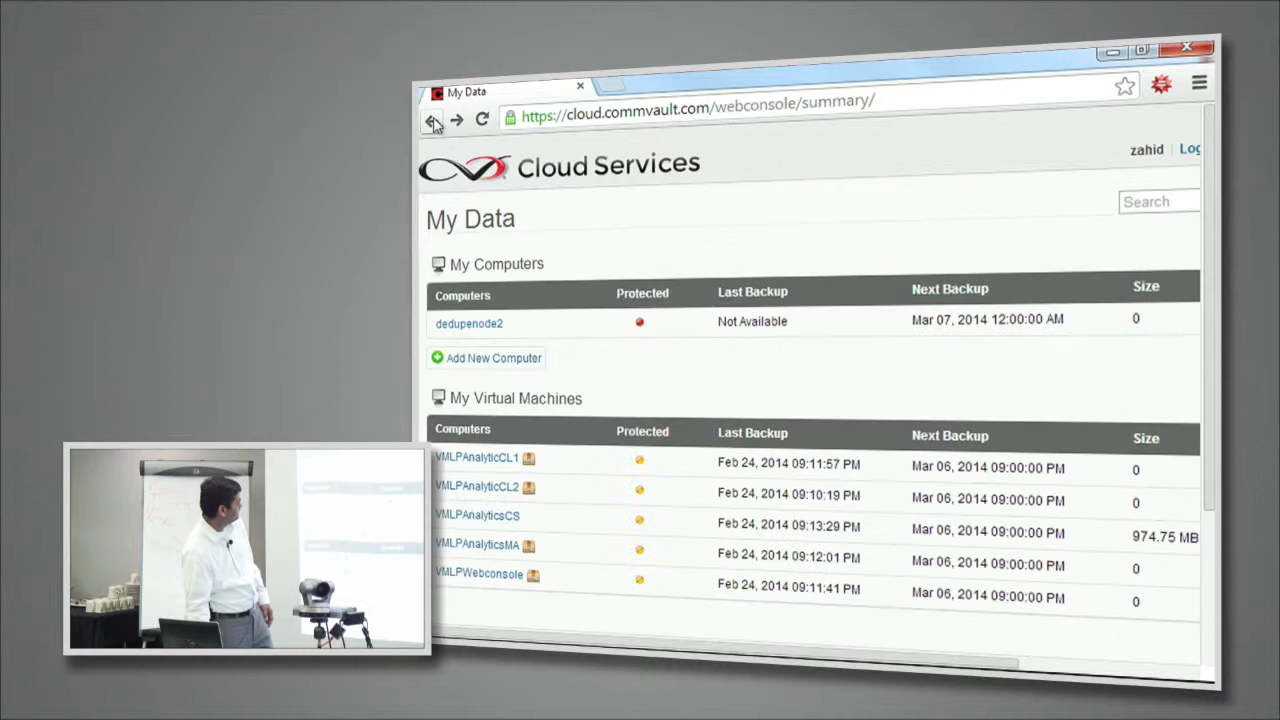 My Data
https://cloud.commvault.com/webconsole/summary/
Cloud Services
zahid Log
My Data
Search
My Computers
Computers Protected Last Backup Next Backup Size
dedupenode2 Not Available Mar 07, 2014 12:00:00 AM 0
Add New Computer
My Virtual Machines
Computers Protected Last Backup Next Backup Size
VMLPAnalyticCL1 Feb 24, 2014 09:11:57 PM Mar 06, 2014 09:00:00 PM 0
VMLPAnalyticCL2 Feb 24, 2014 09:10:19 PM Mar 06, 2014 09:00:00 PM 0
VMLPAnalyticsCS Feb 24, 2014 09:13:29 PM Mar 06, 2014 09:00:00 PM 974.75 MB
VMLPAnalyticsMA Feb 24, 2014 09:12:01 PM Mar 06, 2014 09:00:00 PM 0
VMLPWebconsole Feb 24, 2014 09:11:41 PM Mar 06, 2014 09:00:00 PM 0